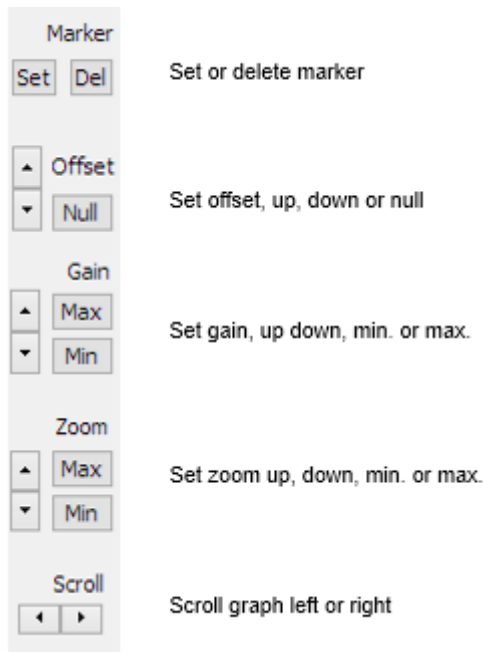 Marker
Set Del Set or delete marker
Offset
Null Set offset, up, down or null
Gain
Max
Min Set gain, up down, min. or max.
Zoom
Max Set zoom up, down, min. or max.
Min
Scroll
Scroll graph left or right